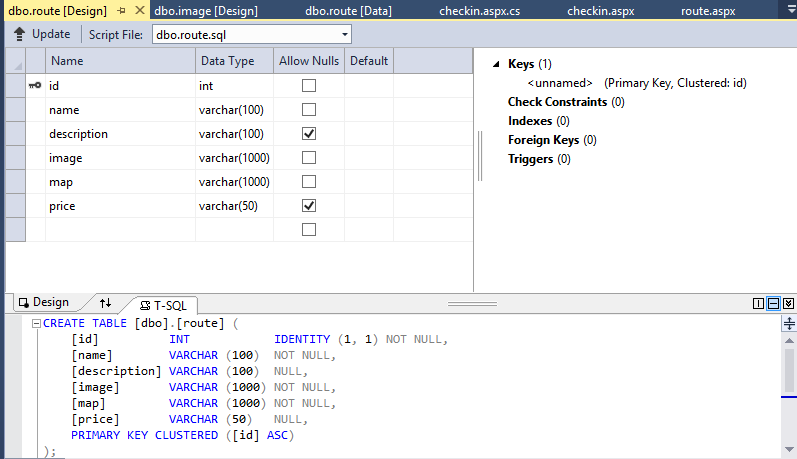 dbo.route [Design] dbo.image [Design] dbo.route [Data] checkin.aspx.cs checkin.aspx route.aspx
Update Script File: dbo.route.sql
Name Data Type Allow Nulls Default
id int
name varchar(100)
description varchar(100)
image varchar(1000)
map varchar(1000)
price varchar(50)
Keys (1)
<unnamed> (Primary Key, Clustered: id)
Check Constraints (0)
Indexes (0)
Foreign Keys (0)
Triggers (0)
Design T-SQL
CREATE TABLE [dbo].[route] (
[id] INT IDENTITY (1, 1) NOT NULL,
[name] VARCHAR (100) NOT NULL,
[description] VARCHAR (100) NULL,
[image] VARCHAR (1000) NOT NULL,
[map] VARCHAR (1000) NOT NULL,
[price] VARCHAR (50) NULL,
PRIMARY KEY CLUSTERED ([id] ASC)
);